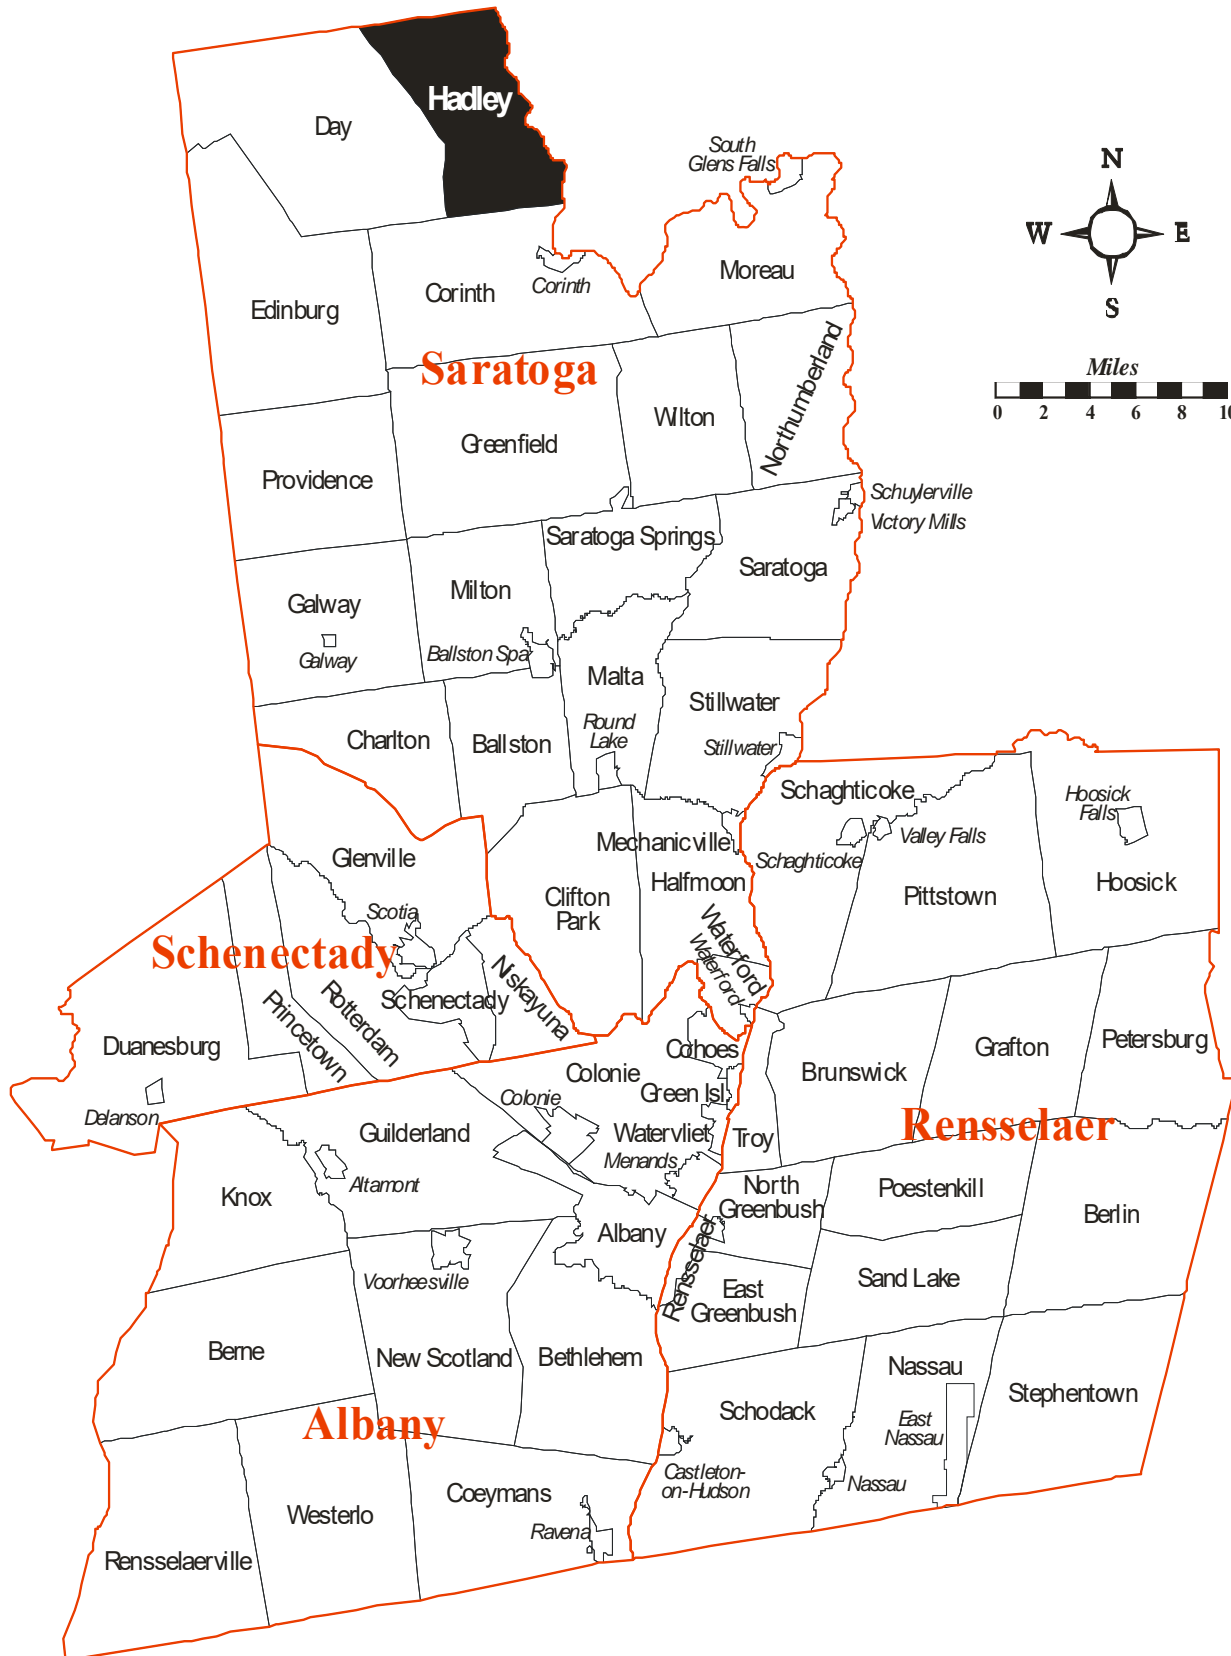 Hadley
Day
South
Glens Falls
N
W
E
S
Moreau
Corinth
Corinth
Edinburg
Saratoga
Northumberland
Miles
0 2 4 6 8 10
Wilton
Greenfield
Providence
Schuylerville
Victory Mills
Saratoga Springs
Saratoga
Milton
Galway
Galway
Ballston Spa
Malta
Stillwater
Round
Lake
Stillwater
Charlton
Ballston
Schaghticoke
Hoosick
Falls
Valley Falls
Schaghticoke
Mechanicville
Halfmoon
Glenville
Clifton
Park
Pittstown
Hoosick
Scotia
Waterford
Waterford
Schenectady
Niskayuna
Schenectady
Rotterdam
Princetown
Duanesburg
Delanson
Cohoes
Colonie
Green Isl.
Colonie
Watervliet
Menands
Troy
Brunswick
Grafton
Petersburg
Rensselaer
Guilderland
Altamont
Knox
North
Greenbush
Poestenkill
Berlin
Albany
Rensselaer
Voorheesville
East
Greenbush
Sand Lake
Berne
New Scotland
Bethlehem
Nassau
Stephentown
Albany
Schodack
East
Nassau
Castleton-
on-Hudson
Nassau
Coeymans
Westerlo
Ravena
Rensselaerville